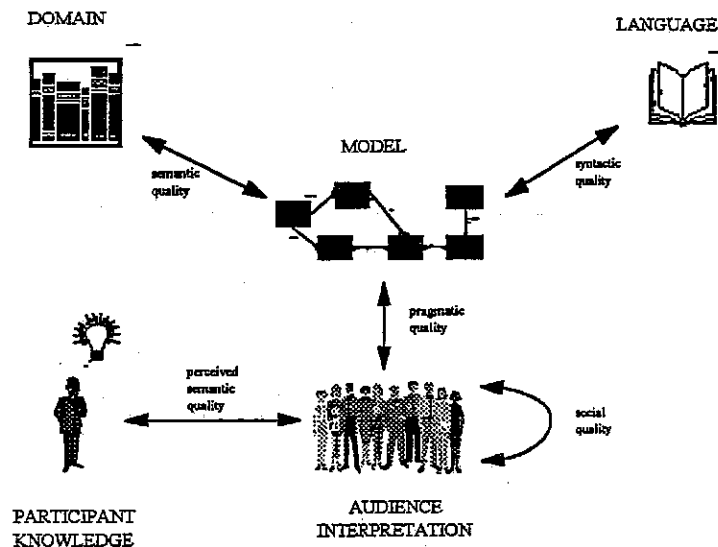 DOMAIN
LANGUAGE
MODEL
semantic
quality
syntactic
quality
pragmatic
quality
perceived
semantic
quality
social
quality
PARTICIPANT
KNOWLEDGE
AUDIENCE
INTERPRETATION